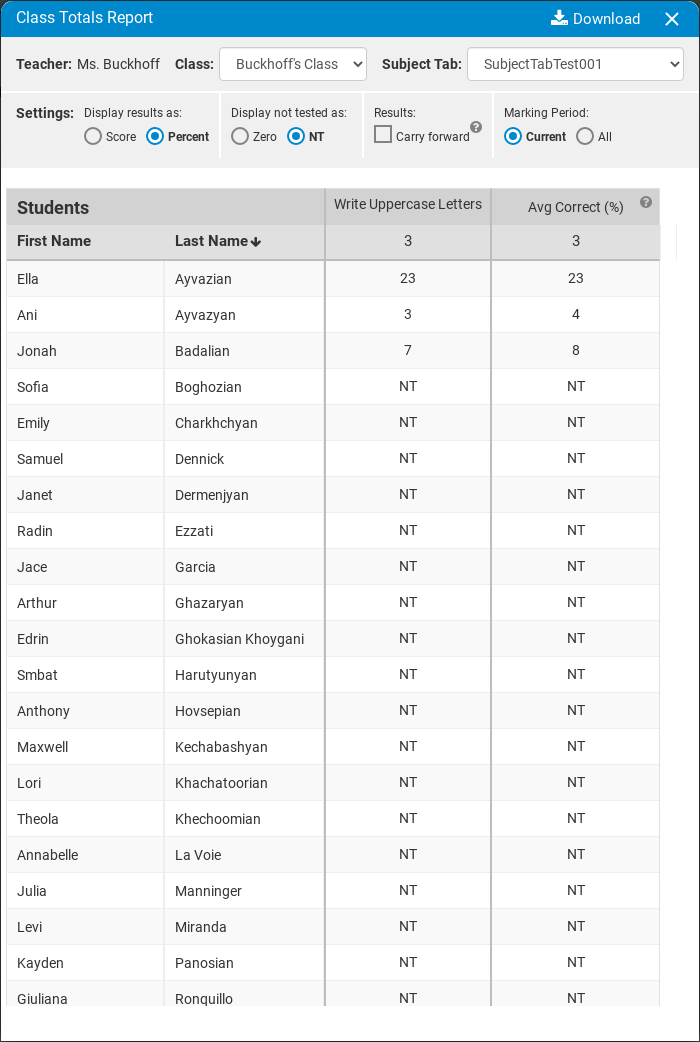 Class Totals Report Download
Teacher: Ms. Buckhoff Class: Buckhoff's Class Subject Tab: SubjectTabTest001
Settings: Display results as: Display not tested as: Results: Marking Period:
Score Percent Zero NT Carry forward ? Current All
Students Write Uppercase Letters Avg Correct (%) ?
First Name Last Name 3 3
Ella Ayvazian 23 23
Ani Ayvazyan 3 4
Jonah Badalian 7 8
Sofia Boghozian NT NT
Emily Charkhchyan NT NT
Samuel Dennick NT NT
Janet Dermenjyan NT NT
Radin Ezzati NT NT
Jace Garcia NT NT
Arthur Ghazaryan NT NT
Edrin Ghokasian Khoygani NT NT
Smbat Harutyunyan NT NT
Anthony Hovsepian NT NT
Maxwell Kechabashyan NT NT
Lori Khachatoorian NT NT
Theola Khechoomian NT NT
Annabelle La Voie NT NT
Julia Manninger NT NT
Levi Miranda NT NT
Kayden Panosian NT NT
Giuliana Ronquillo NT NT